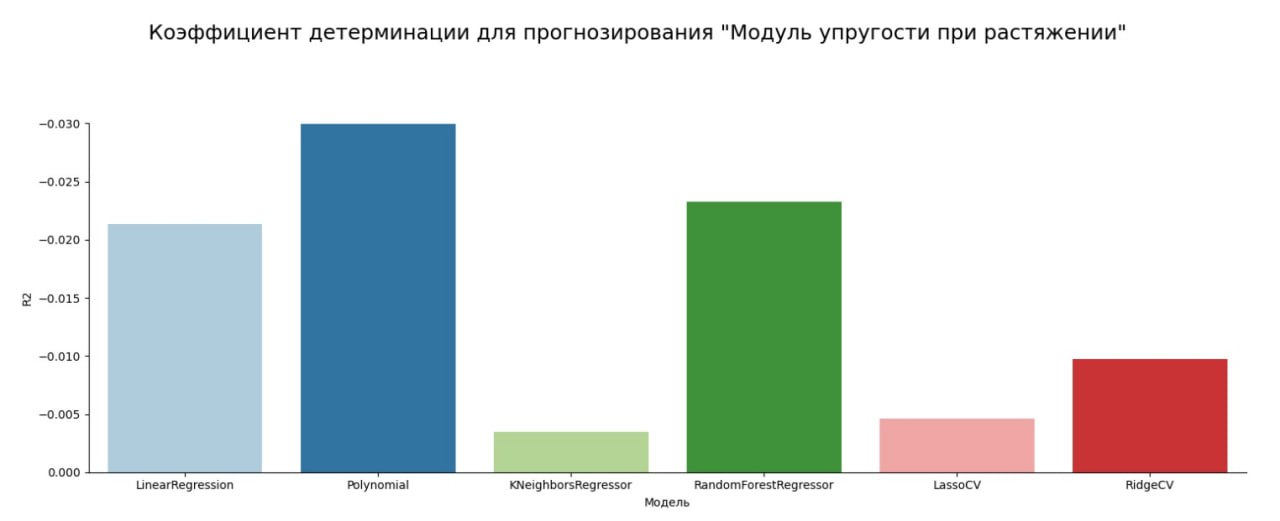 Коэффициент детерминации для прогнозирования "Модуль упругости при растяжении"
−0.030
−0.025
−0.020
−0.015
−0.010
−0.005
0.000
R2
LinearRegression Polynomial KNeighborsRegressor RandomForestRegressor LassoCV RidgeCV
Модель